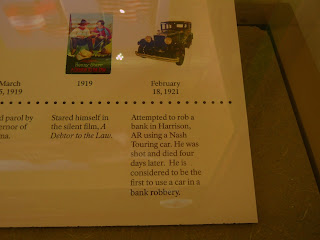 March
5, 1919
1919
February
18, 1921
d parol by
ernor of
ma.
Stared himself in
the silent film, A
Debtor to the Law.
Attempted to rob a
bank in Harrison,
AR using a Nash
Touring car. He was
shot and died four
days later. He is
considered to be the
first to use a car in a
bank robbery.